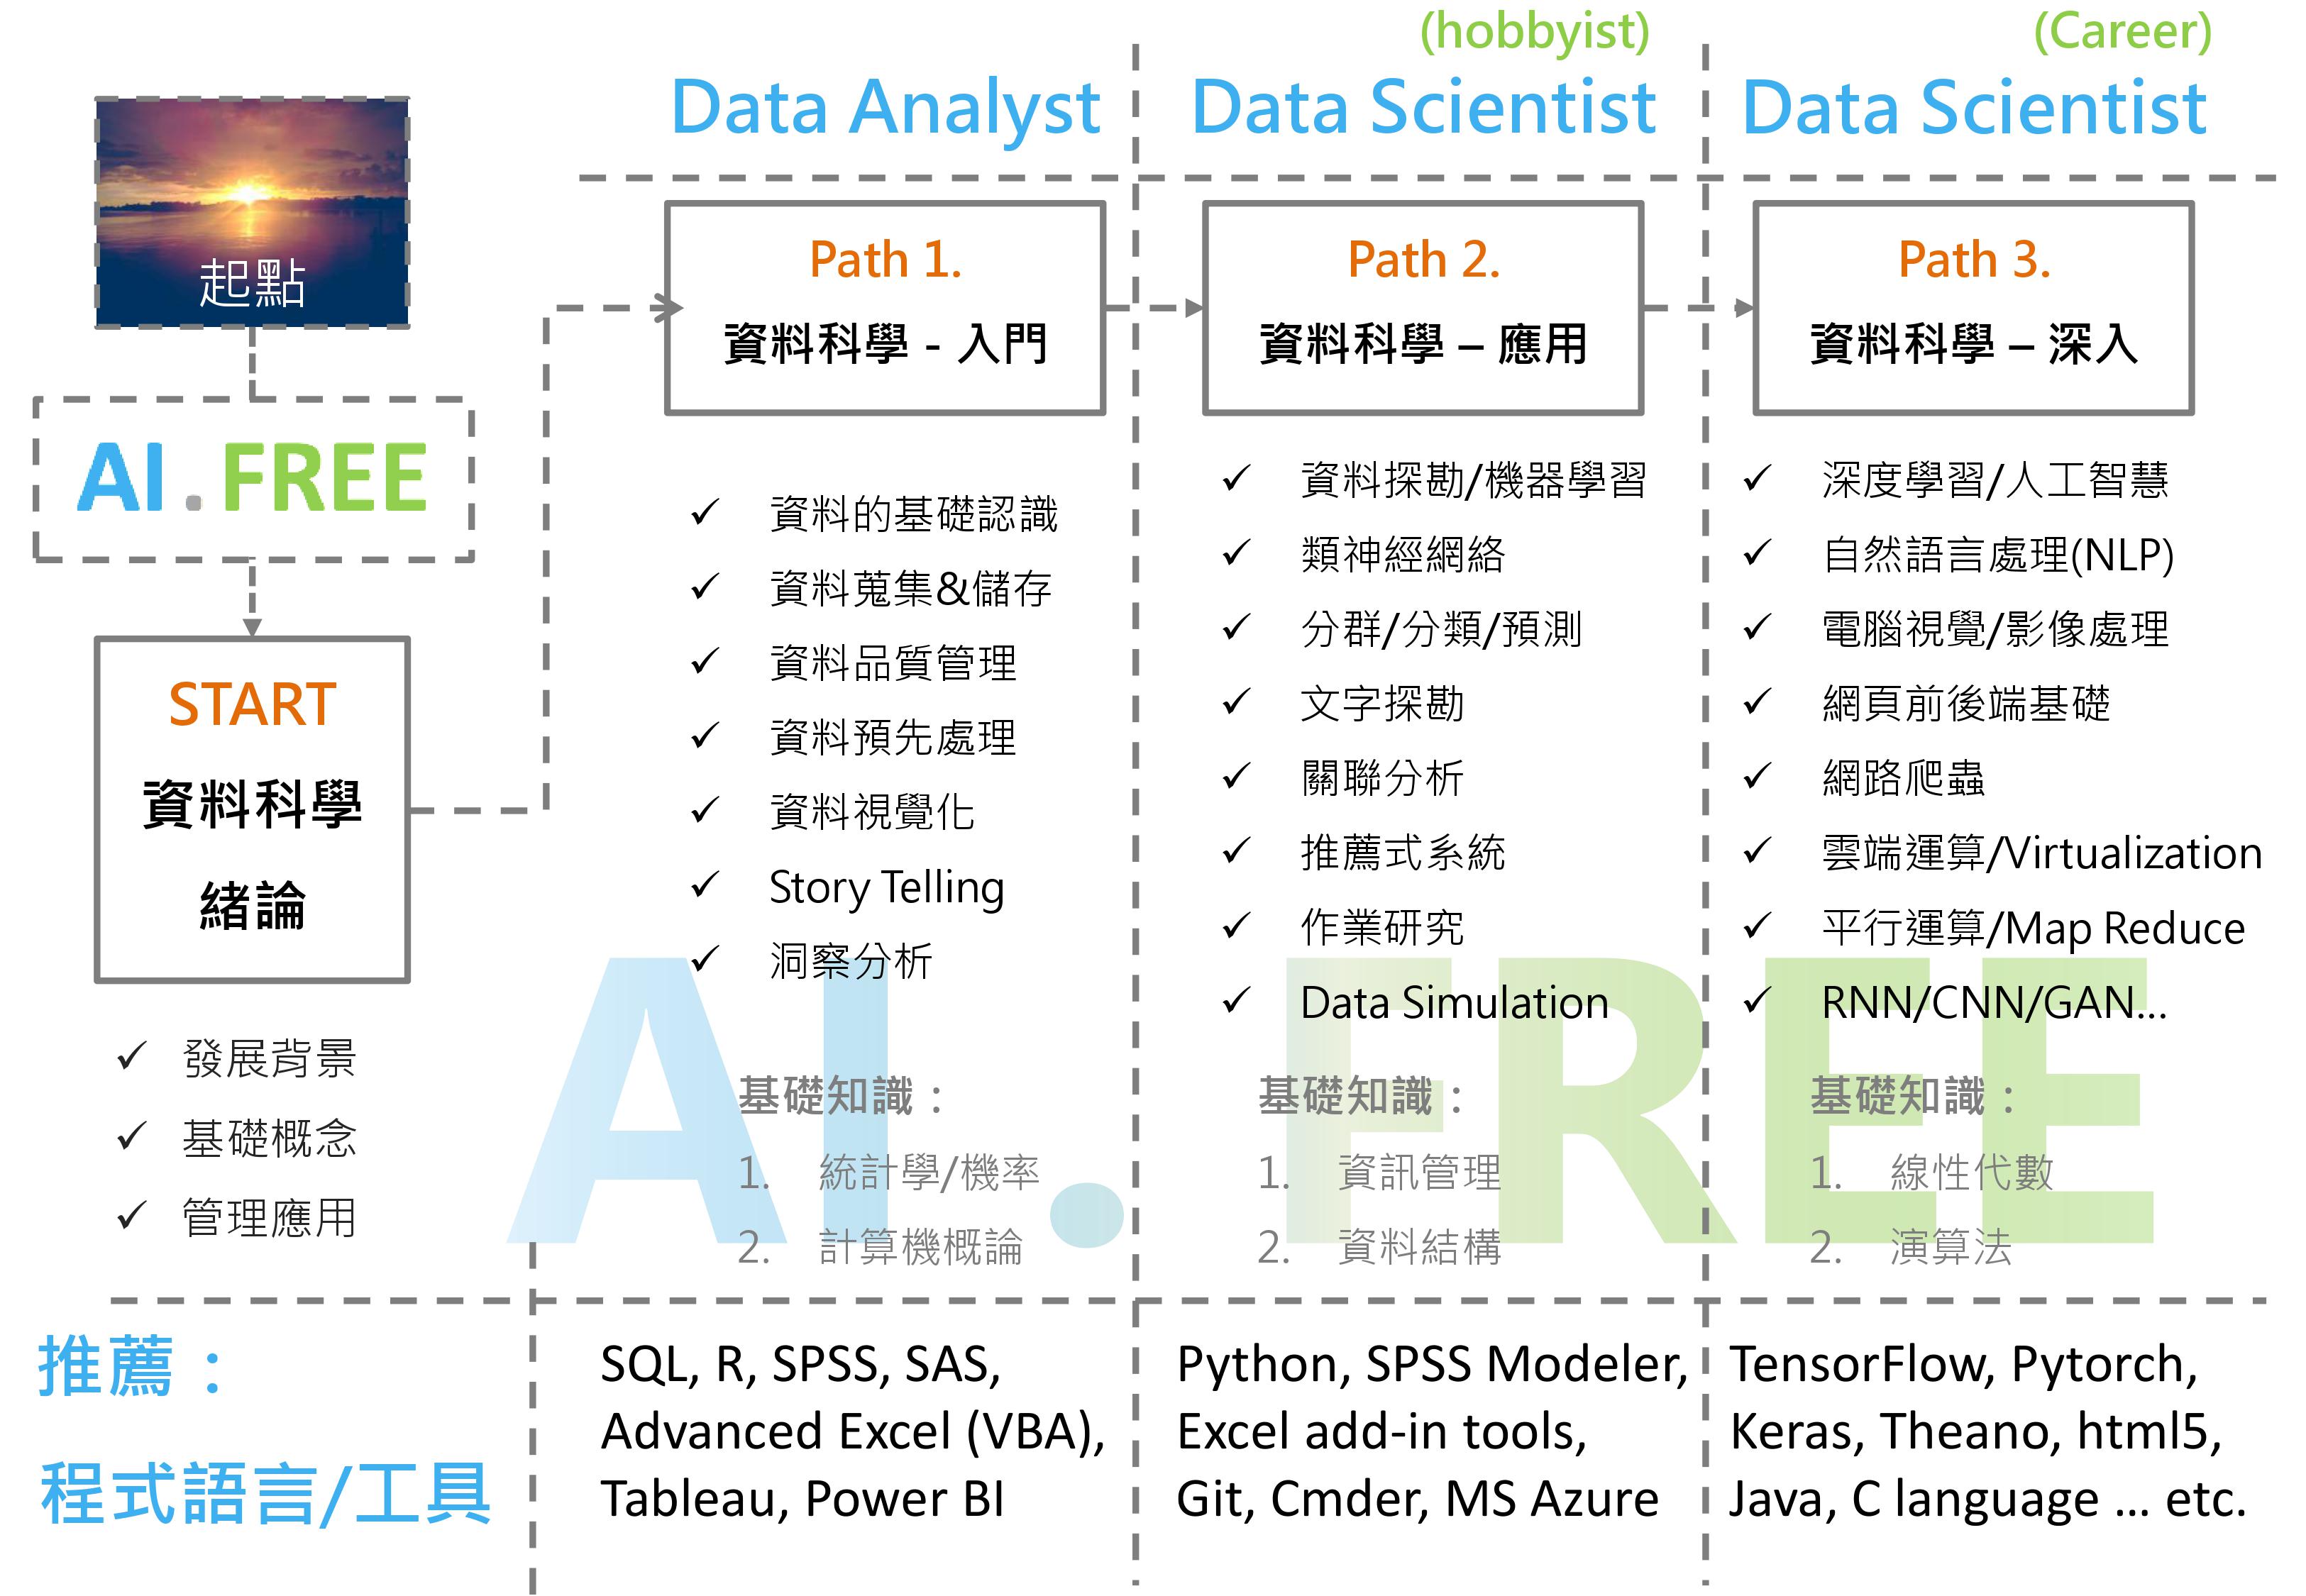 (hobbyist)
(Career)
Data Analyst
Data Scientist
Data Scientist
起點
AI.FREE
START
資料科學
緒論
發展背景
基礎概念
管理應用
Path 1.
資料科學 - 入門
資料的基礎認識
資料蒐集&儲存
資料品質管理
資料預先處理
資料視覺化
Story Telling
洞察分析
基礎知識：
1. 統計學/機率
2. 計算機概論
Path 2.
資料科學 – 應用
資料探勘/機器學習
類神經網絡
分群/分類/預測
文字探勘
關聯分析
推薦式系統
作業研究
Data Simulation
基礎知識：
1. 資訊管理
2. 資料結構
Path 3.
資料科學 – 深入
深度學習/人工智慧
自然語言處理(NLP)
電腦視覺/影像處理
網頁前後端基礎
網路爬蟲
雲端運算/Virtualization
平行運算/Map Reduce
RNN/CNN/GAN...
基礎知識：
1. 線性代數
2. 演算法
AI.FREE
推薦：
程式語言/工具
SQL, R, SPSS, SAS,
Advanced Excel (VBA),
Tableau, Power BI
Python, SPSS Modeler,
Excel add-in tools,
Git, Cmder, MS Azure
TensorFlow, Pytorch,
Keras, Theano, html5,
Java, C language ... etc.